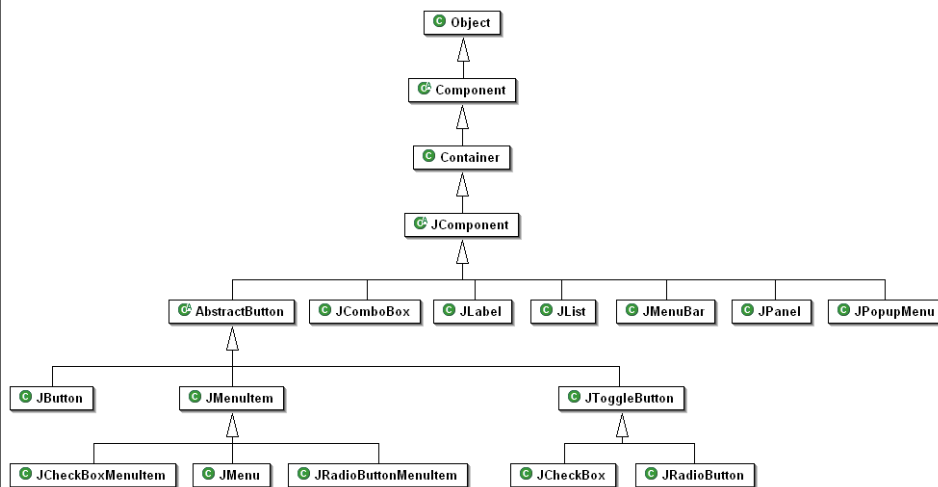 Object
Component
Container
JComponent
AbstractButton
JComboBox
JLabel
JList
JMenuBar
JPanel
JPopupMenu
JButton
JMenuItem
JToggleButton
JCheckBoxMenuItem
JMenu
JRadioButtonMenuItem
JCheckBox
JRadioButton